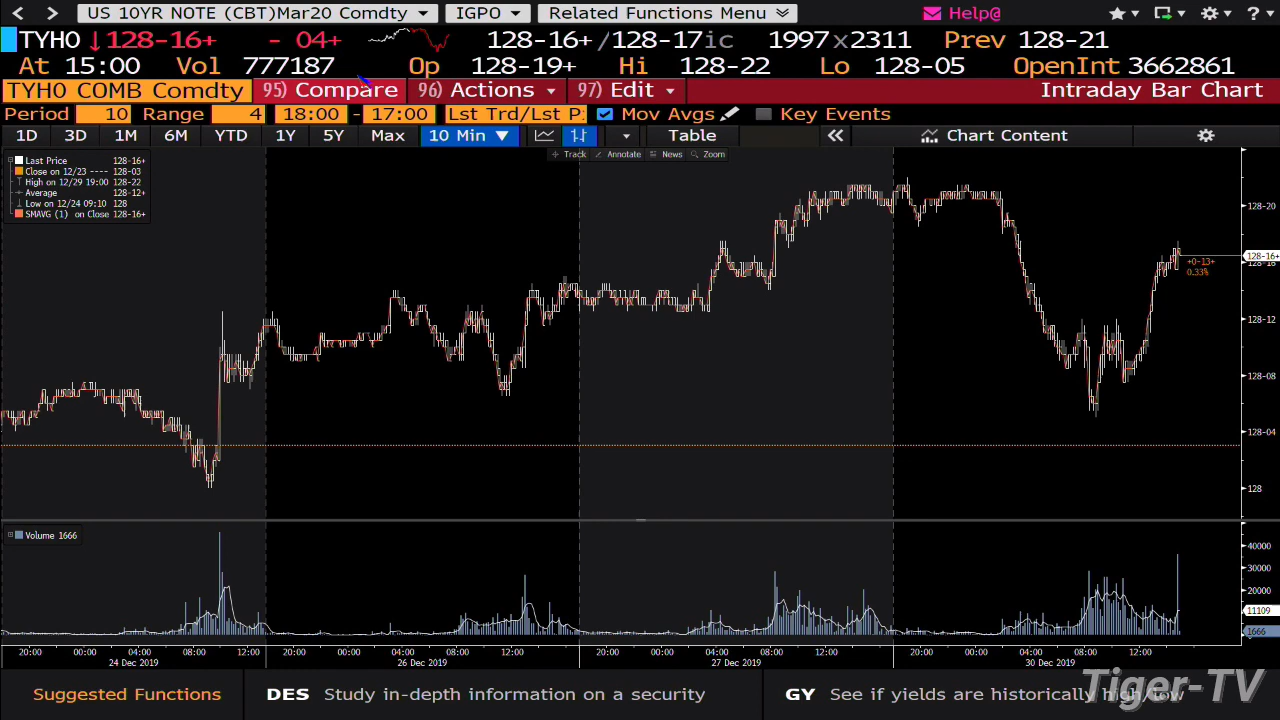 US 10YR NOTE (CBT)Mar20 Comdty IGPO Related Functions Menu Help@
TYH0 ↓128-16+ - 04+ 128-16+/128-17ic 1997x2311 Prev 128-21
At 15:00 Vol 777187 Op 128-19+ Hi 128-22 Lo 128-05 OpenInt 3662861
TYH0 COMB Comdty 95) Compare 96) Actions 97) Edit Intraday Bar Chart
Period 10 Range 4 18:00 - 17:00 Lst Trd/Lst P: Mov Avgs Key Events
1D 3D 1M 6M YTD 1Y 5Y Max 10 Min ▼ Table « Chart Content
Track Annotate News Zoom
Last Price 128-16+
Close on 12/23 ---- 128-03
High on 12/29 19:00 128-22
Average 128-12+
Low on 12/24 09:10 128
SMAVG (1) on Close 128-16+
128-20
128-16+
128-16
+0-13+
0.33%
128-12
128-08
128-04
128
Volume 1666
40000
30000
20000
11109
1666
20:00 00:00 04:00 08:00 12:00 20:00 00:00 04:00 08:00 12:00 20:00 00:00 04:00 08:00 12:00 20:00 00:00 04:00 08:00 12:00
24 Dec 2019 26 Dec 2019 27 Dec 2019 30 Dec 2019
Suggested Functions DES Study in-depth information on a security GY See if yields are historically high/low
Tiger-TV